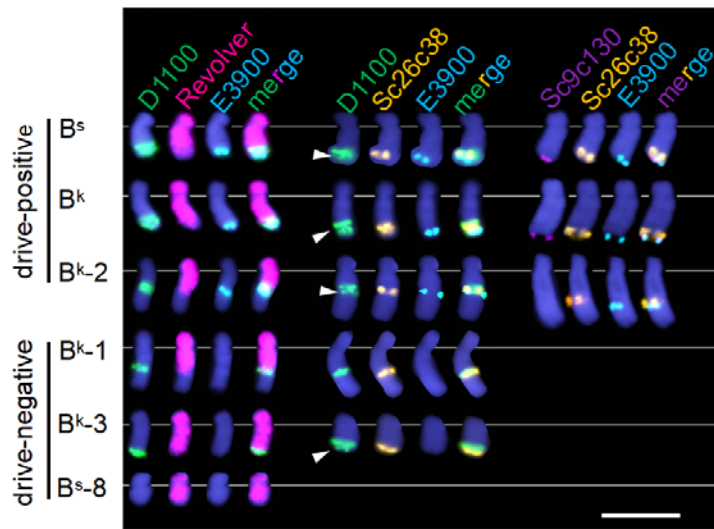 D1100 Revolver E3900 merge D1100 Sc26c38 E3900 merge Sc9c130 Sc26c38 E3900 merge
drive-positive
Bˢ
Bᵏ
Bᵏ-2
drive-negative
Bᵏ-1
Bᵏ-3
Bˢ-8